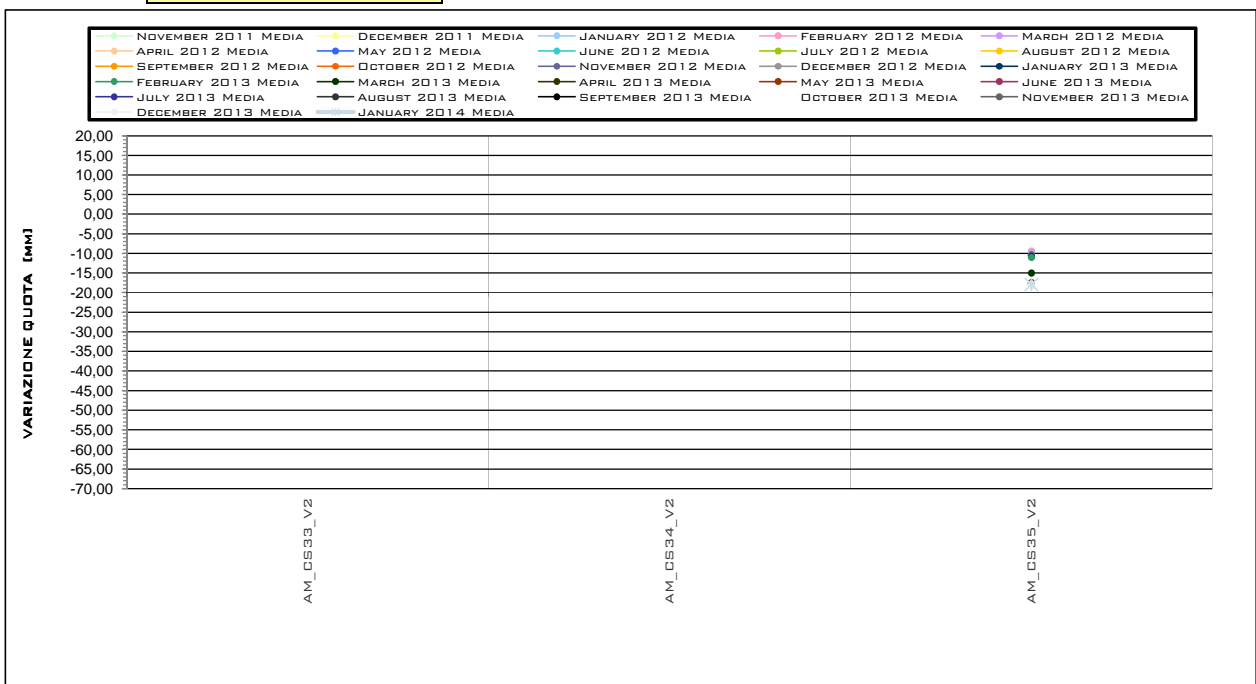 NOVEMBER 2011 MEDIA DECEMBER 2011 MEDIA JANUARY 2012 MEDIA FEBRUARY 2012 MEDIA MARCH 2012 MEDIA
APRIL 2012 MEDIA MAY 2012 MEDIA JUNE 2012 MEDIA JULY 2012 MEDIA AUGUST 2012 MEDIA
SEPTEMBER 2012 MEDIA OCTOBER 2012 MEDIA NOVEMBER 2012 MEDIA DECEMBER 2012 MEDIA JANUARY 2013 MEDIA
FEBRUARY 2013 MEDIA MARCH 2013 MEDIA APRIL 2013 MEDIA MAY 2013 MEDIA JUNE 2013 MEDIA
JULY 2013 MEDIA AUGUST 2013 MEDIA SEPTEMBER 2013 MEDIA OCTOBER 2013 MEDIA NOVEMBER 2013 MEDIA
DECEMBER 2013 MEDIA JANUARY 2014 MEDIA
VARIAZIONE QUOTA [MM]
20,00
15,00
10,00
5,00
0,00
-5,00
-10,00
-15,00
-20,00
-25,00
-30,00
-35,00
-40,00
-45,00
-50,00
-55,00
-60,00
-65,00
-70,00
AM_CS33_V2
AM_CS34_V2
AM_CS35_V2